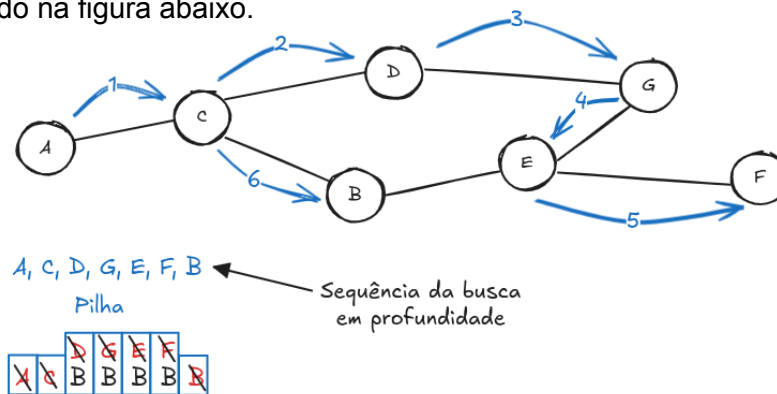 do na figura abaixo.
3
2
D
1
G
C
4
A
E
F
6
B
5
A, C, D, G, E, F, B
Sequência da busca
em profundidade
Pilha
D G E F
A C B B B B B